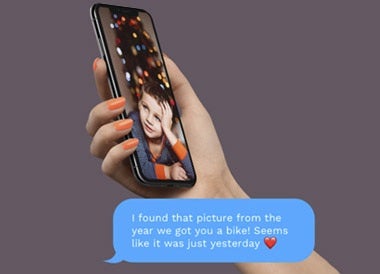 I found that picture from the
year we got you a bike! Seems
like it was just yesterday ❤️